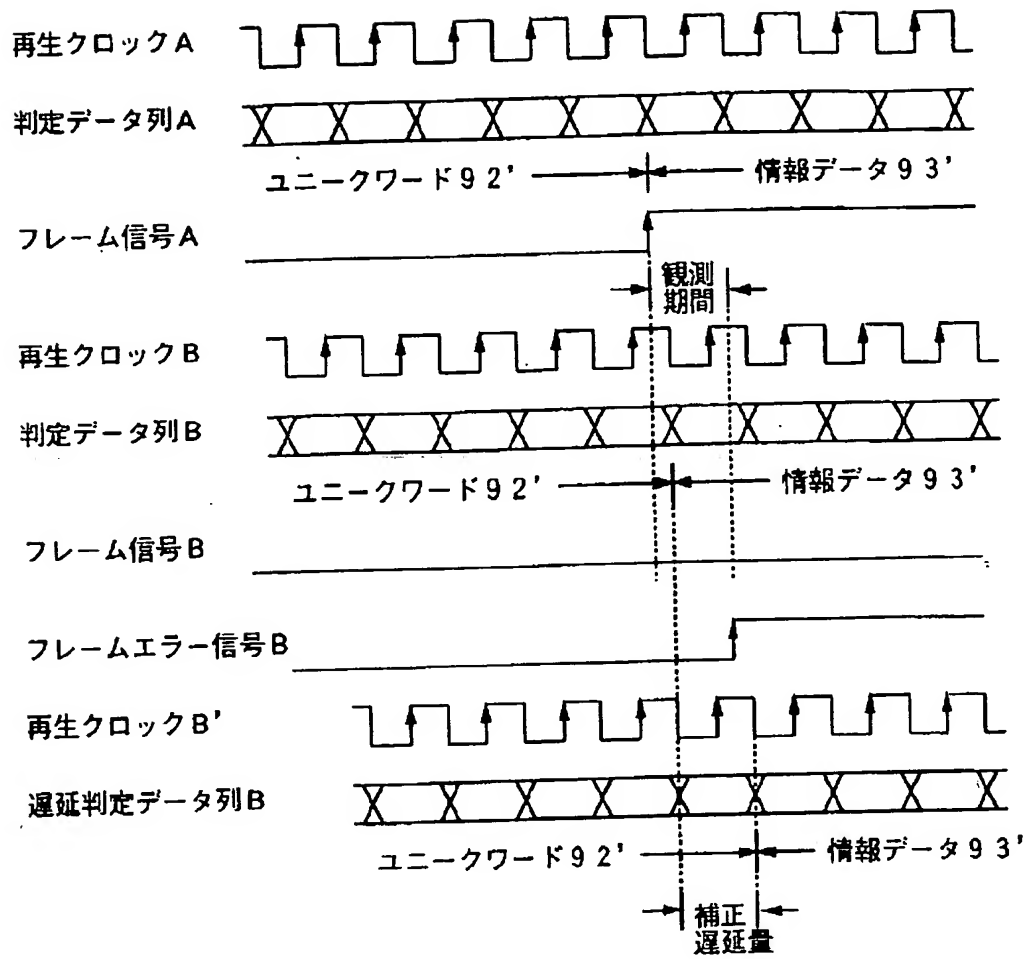 再生クロックA
判定データ列A
ユニークワード92' 情報データ93'
フレーム信号A
観測
期間
再生クロックB
判定データ列B
ユニークワード92' 情報データ93'
フレーム信号B
フレームエラー信号B
再生クロックB'
遅延判定データ列B
ユニークワード92' 情報データ93'
補正
遅延量